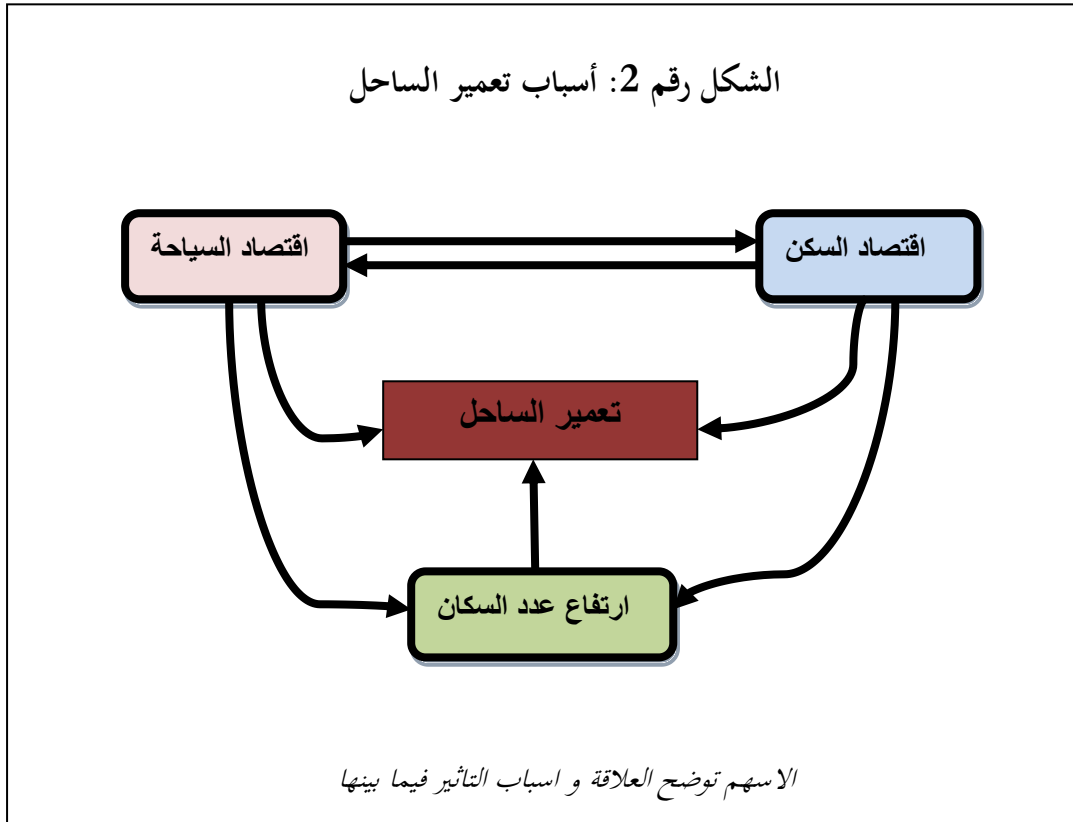 الشكل رقم 2: أسباب تعمير الساحل
اقتصاد السكن
اقتصاد السياحة
تعمير الساحل
ارتفاع عدد السكان
الاسهم توضح العلاقة و اسباب التاثير فيما بينها